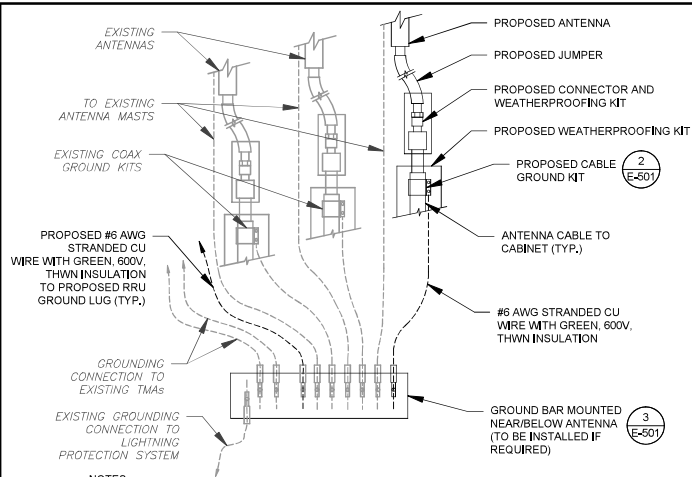 EXISTING
ANTENNAS
TO EXISTING
ANTENNA MASTS
EXISTING COAX
GROUND KITS
PROPOSED #6 AWG
STRANDED CU
WIRE WITH GREEN, 600V,
THWN INSULATION
TO PROPOSED RRU
GROUND LUG (TYP.)
GROUNDING
CONNECTION TO
EXISTING TMAs
EXISTING GROUNDING
CONNECTION TO
LIGHTNING
PROTECTION SYSTEM
NOTES
PROPOSED ANTENNA
PROPOSED JUMPER
PROPOSED CONNECTOR AND
WEATHERPROOFING KIT
PROPOSED WEATHERPROOFING KIT
PROPOSED CABLE
GROUND KIT
2
E-501
ANTENNA CABLE TO
CABINET (TYP.)
#6 AWG STRANDED CU
WIRE WITH GREEN, 600V,
THWN INSULATION
GROUND BAR MOUNTED
NEAR/BELOW ANTENNA
(TO BE INSTALLED IF
REQUIRED)
3
E-501